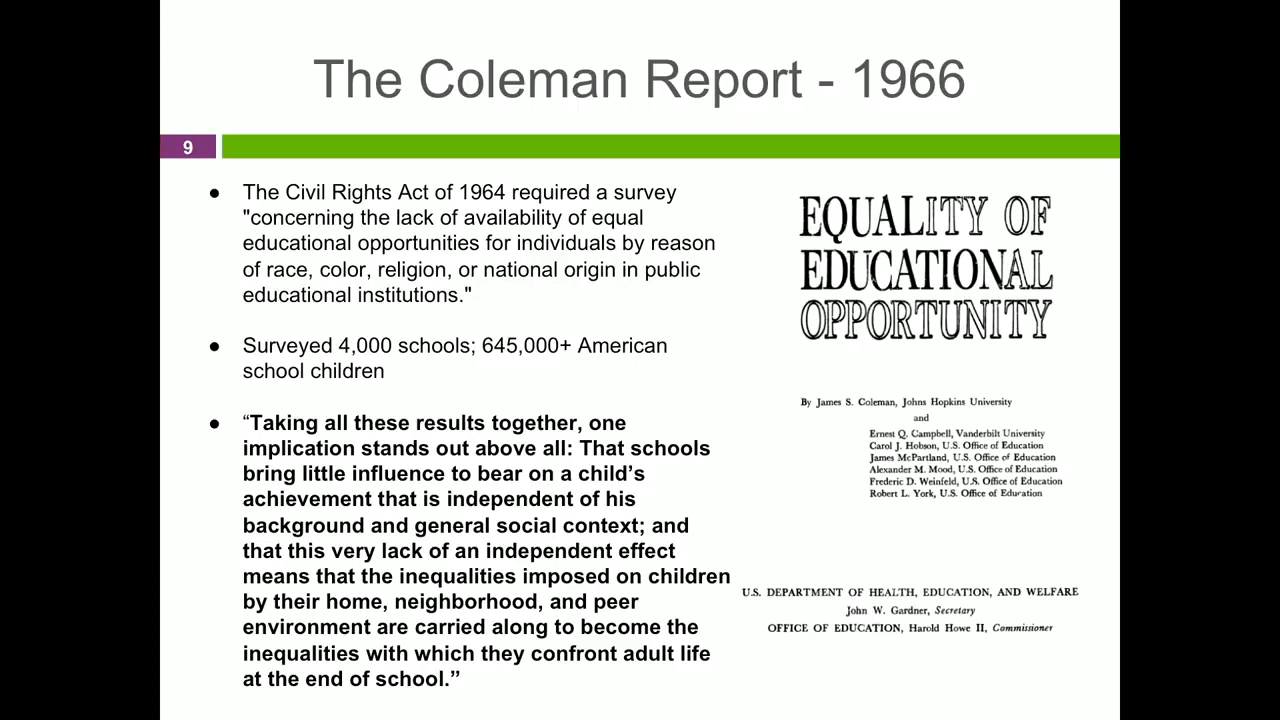 The Coleman Report - 1966
9
● The Civil Rights Act of 1964 required a survey
"concerning the lack of availability of equal
educational opportunities for individuals by reason
of race, color, religion, or national origin in public
educational institutions."
● Surveyed 4,000 schools; 645,000+ American
school children
● “Taking all these results together, one
implication stands out above all: That schools
bring little influence to bear on a child’s
achievement that is independent of his
background and general social context; and
that this very lack of an independent effect
means that the inequalities imposed on children
by their home, neighborhood, and peer
environment are carried along to become the
inequalities with which they confront adult life
at the end of school.”
EQUALITY OF
EDUCATIONAL
OPPORTUNITY
By James S. Coleman, Johns Hopkins University
and
Ernest Q. Campbell, Vanderbilt University
Carol J. Hobson, U.S. Office of Education
James McPartland, U.S. Office of Education
Alexander M. Mood, U.S. Office of Education
Frederic D. Weinfeld, U.S. Office of Education
Robert L. York, U.S. Office of Education
U.S. DEPARTMENT OF HEALTH, EDUCATION, AND WELFARE
John W. Gardner, Secretary
OFFICE OF EDUCATION, Harold Howe II, Commissioner